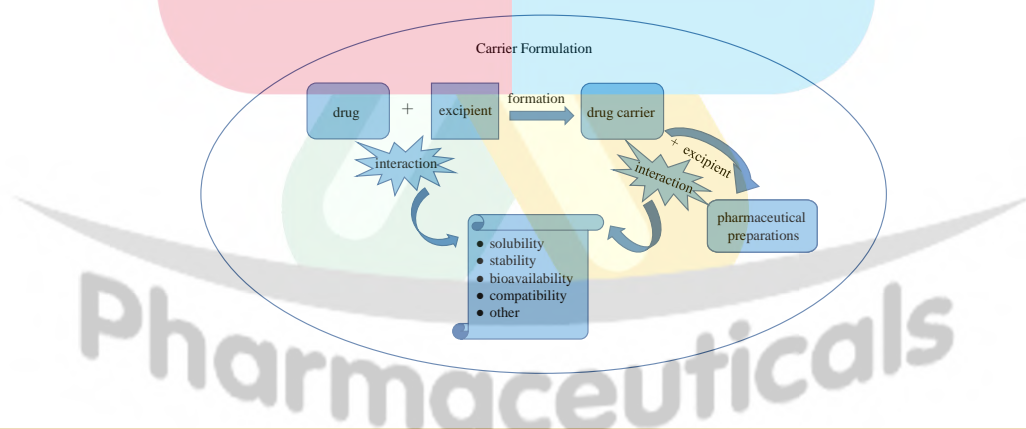 Carrier Formulation
drug
+
excipient
formation
drug carrier
interaction
interaction
+ excipient
pharmaceutical
preparations
● solubility
● stability
● bioavailability
● compatibility
● other
Pharmaceuticals